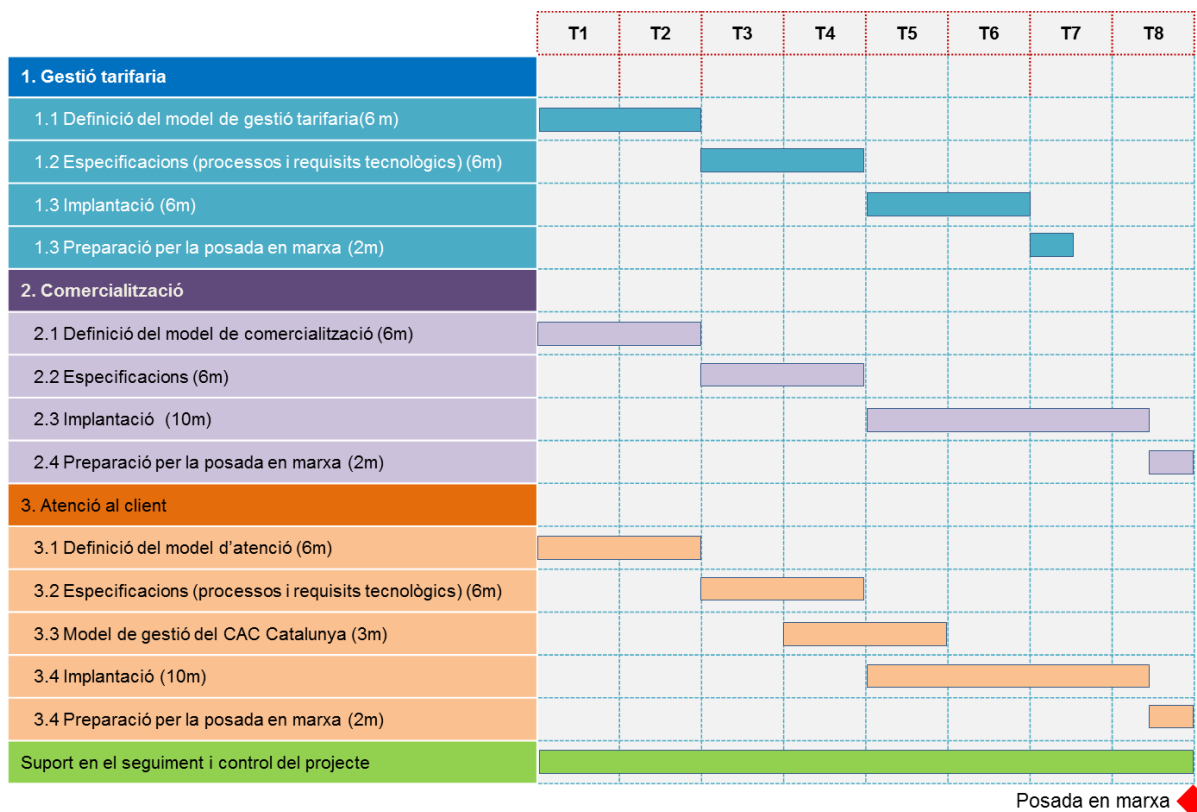 T1 T2 T3 T4 T5 T6 T7 T8
1. Gestió tarifaria
1.1 Definició del model de gestió tarifaria(6 m)
1.2 Especificacions (processos i requisits tecnològics) (6m)
1.3 Implantació (6m)
1.3 Preparació per la posada en marxa (2m)
2. Comercialització
2.1 Definició del model de comercialització (6m)
2.2 Especificacions (6m)
2.3 Implantació (10m)
2.4 Preparació per la posada en marxa (2m)
3. Atenció al client
3.1 Definició del model d’atenció (6m)
3.2 Especificacions (processos i requisits tecnològics) (6m)
3.3 Model de gestió del CAC Catalunya (3m)
3.4 Implantació (10m)
3.4 Preparació per la posada en marxa (2m)
Suport en el seguiment i control del projecte
Posada en marxa